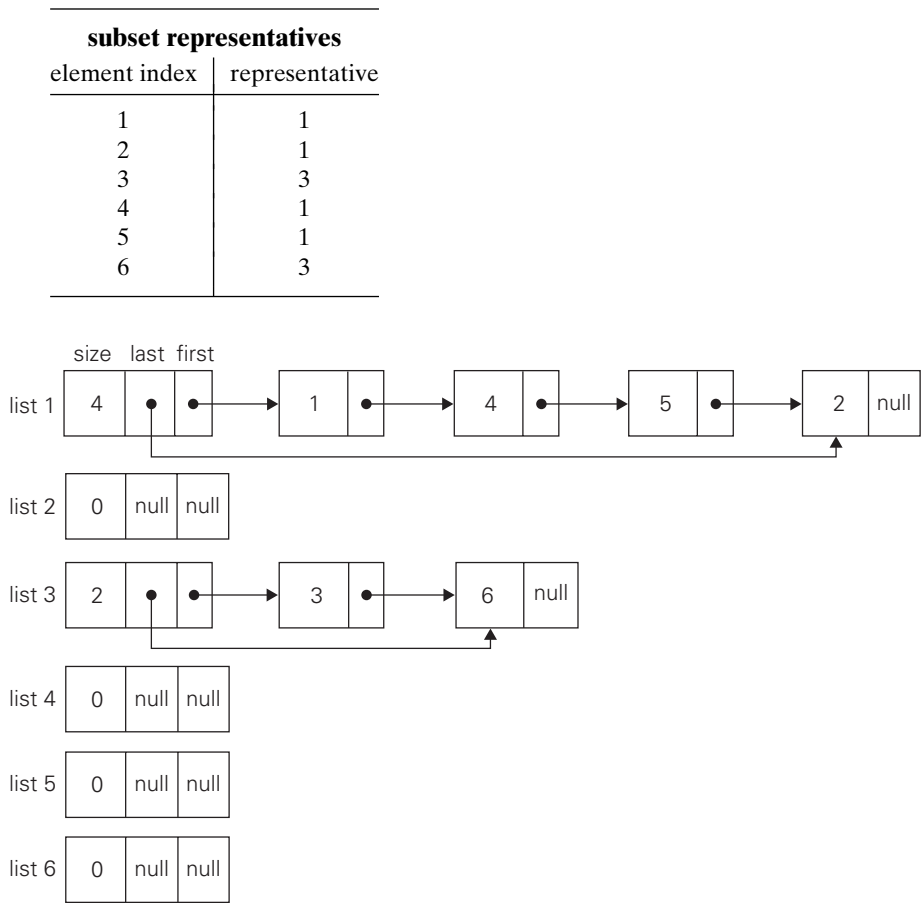 subset representatives
element index representative
1 1
2 1
3 3
4 1
5 1
6 3
size last first
list 1 4 1 4 5 2 null
list 2 0 null null
list 3 2 3 6 null
list 4 0 null null
list 5 0 null null
list 6 0 null null